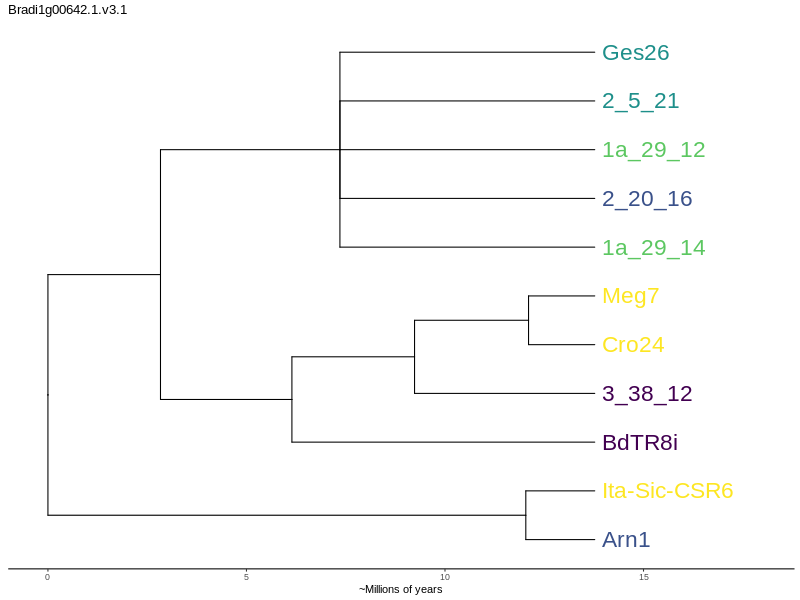 Bradi1g00642.1.v3.1
Ges26
2_5_21
1a_29_12
2_20_16
1a_29_14
Meg7
Cro24
3_38_12
BdTR8i
Ita-Sic-CSR6
Arn1
0 5 10 15
~Millions of years